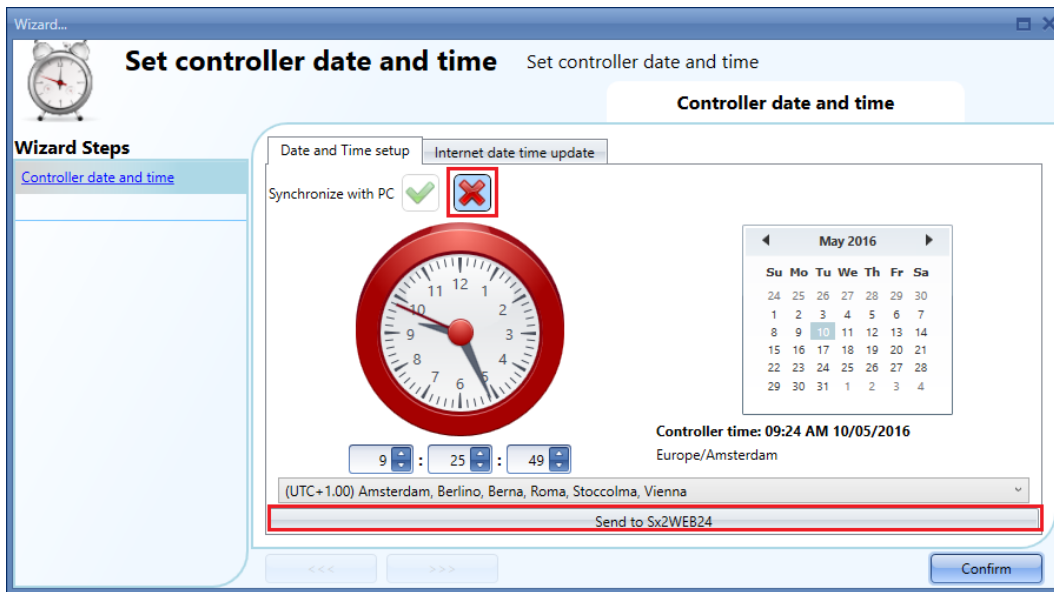 Wizard...
Set controller date and time Set controller date and time
Controller date and time
Wizard Steps
Controller date and time
Date and Time setup Internet date time update
Synchronize with PC
12
11 1
10 2
9 3
8 4
7 5
6
May 2016
Su Mo Tu We Th Fr Sa
24 25 26 27 28 29 30
1 2 3 4 5 6 7
8 9 10 11 12 13 14
15 16 17 18 19 20 21
22 23 24 25 26 27 28
29 30 31 1 2 3 4
Controller time: 09:24 AM 10/05/2016
Europe/Amsterdam
9 : 25 : 49
(UTC+1.00) Amsterdam, Berlino, Berna, Roma, Stoccolma, Vienna
Send to Sx2WEB24
<<< >>> Confirm